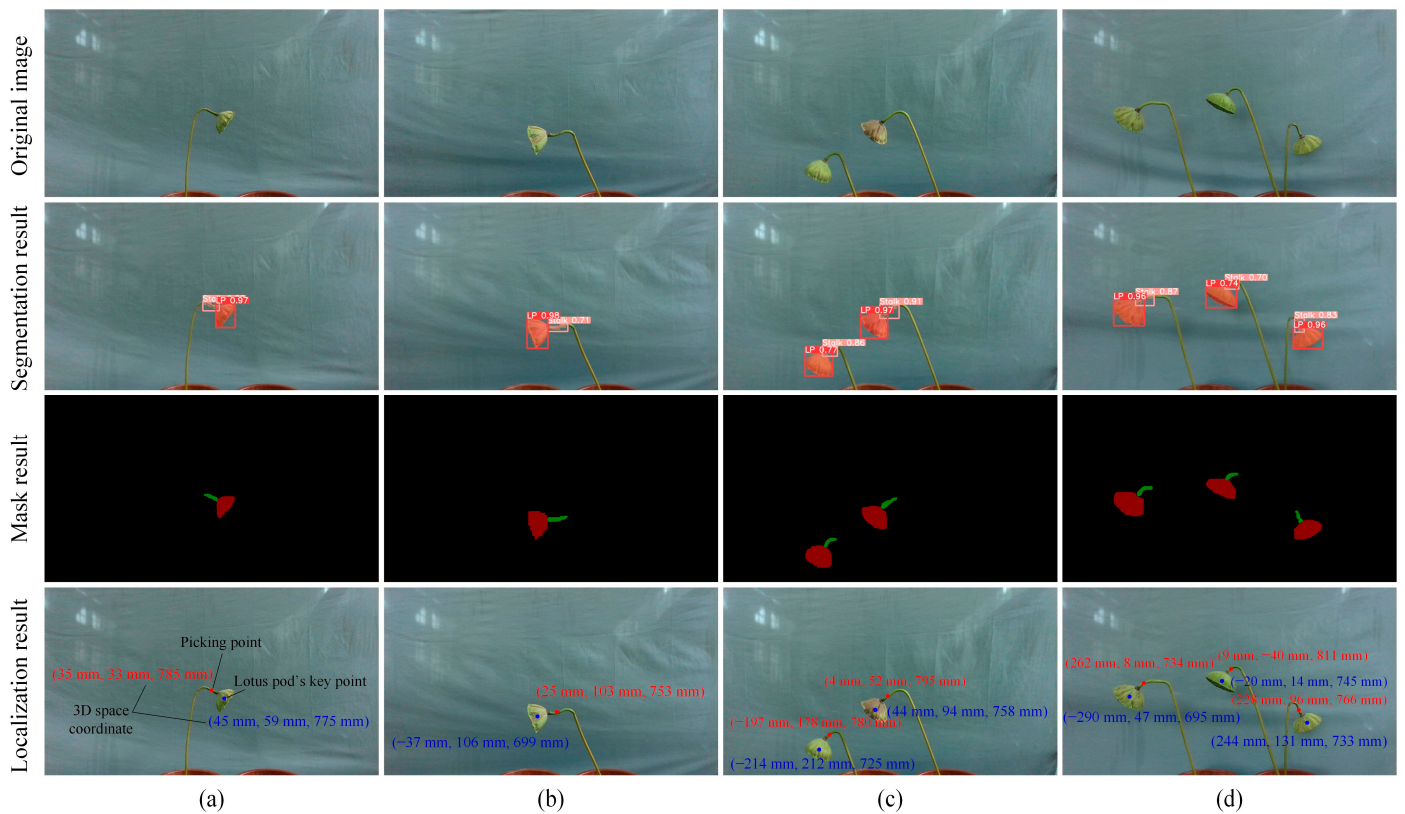 Original image
Segmentation result
LP 0.97
LP 0.98
Stalk 0.71
Stalk 0.91
LP 0.97
Stalk 0.86
LP 0.77
Stalk 0.70
LP 0.74
Stalk 0.87
LP 0.96
Stalk 0.83
LP 0.96
Mask result
Localization result
Picking point
(35 mm, 33 mm, 785 mm)
Lotus pod's key point
3D space
coordinate
(45 mm, 59 mm, 775 mm)
(25 mm, 103 mm, 753 mm)
(−37 mm, 106 mm, 699 mm)
(4 mm, 52 mm, 795 mm)
(44 mm, 94 mm, 758 mm)
(−197 mm, 178 mm, 780 mm)
(−214 mm, 212 mm, 725 mm)
(9 mm, −40 mm, 811 mm)
(262 mm, 8 mm, 734 mm)
(−20 mm, 14 mm, 745 mm)
(228 mm, 96 mm, 766 mm)
(−290 mm, 47 mm, 695 mm)
(244 mm, 131 mm, 733 mm)
(a)
(b)
(c)
(d)